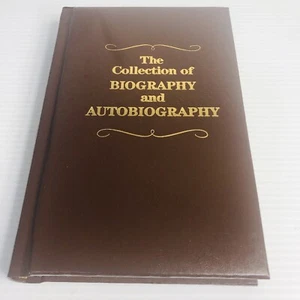 The
Collection of
BIOGRAPHY
and
AUTOBIOGRAPHY